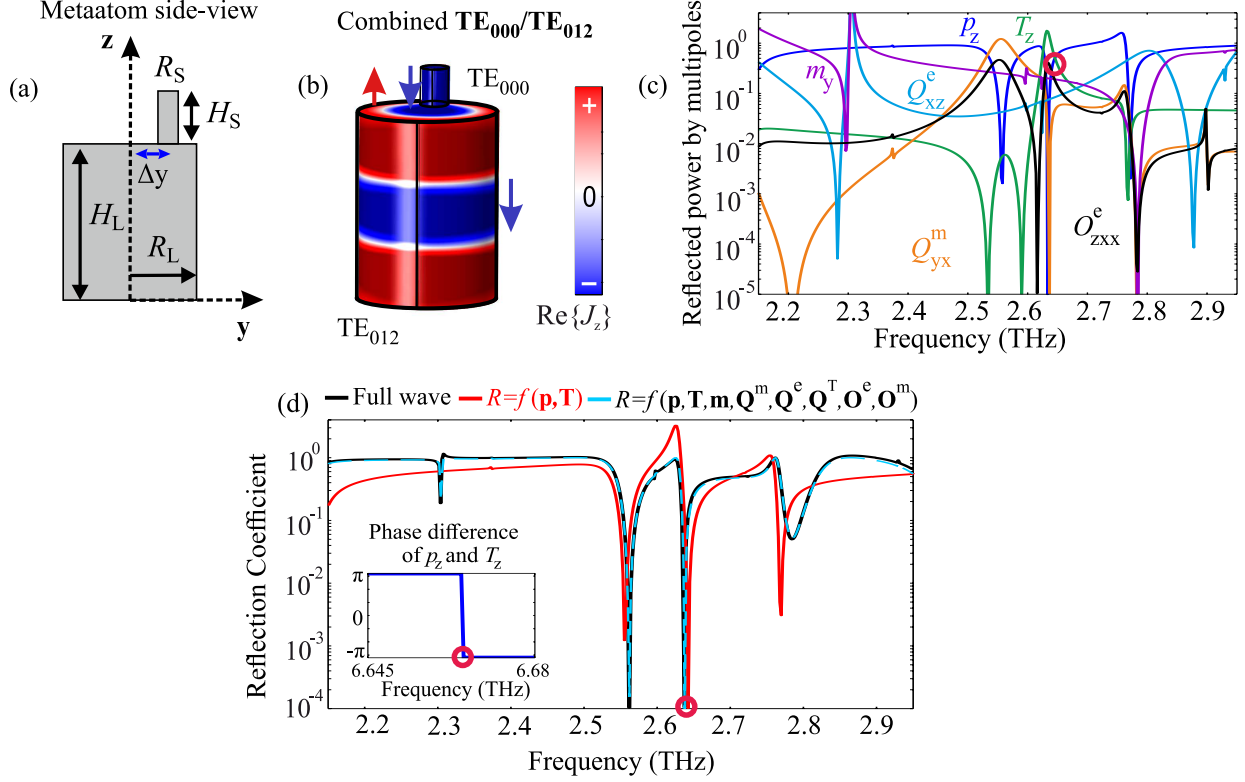 Metaatom side-view
(a)
z
R_S
H_S
Δy
H_L
R_L
y
Combined TE_000/TE_012
(b)
TE_000
+
0
−
Re{J_z}
TE_012
(c)
Reflected power by multipoles
10^0
10^-1
10^-2
10^-3
10^-4
10^-5
p_z
T_z
m_y
Q^e_xz
Q^m_yx
O^e_zxx
2.2 2.3 2.4 2.5 2.6 2.7 2.8 2.9
Frequency (THz)
(d)
Full wave R=f(p,T) R=f(p,T,m,Q^m,Q^e,Q^T,O^e,O^m)
Reflection Coefficient
10^0
10^-1
10^-2
10^-3
10^-4
Phase difference
of p_z and T_z
π
0
-π
6.645 6.68
Frequency (THz)
2.2 2.3 2.4 2.5 2.6 2.7 2.8 2.9
Frequency (THz)